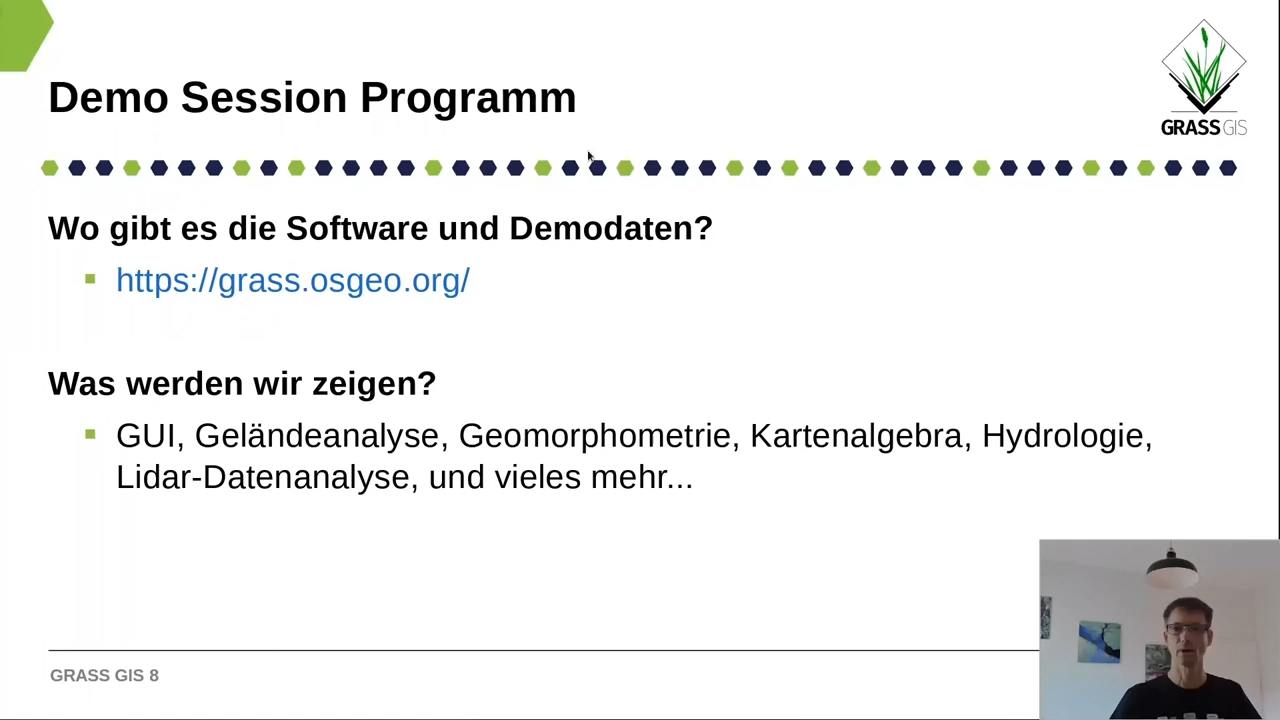 Demo Session Programm
GRASS GIS
Wo gibt es die Software und Demodaten?
https://grass.osgeo.org/
Was werden wir zeigen?
GUI, Geländeanalyse, Geomorphometrie, Kartenalgebra, Hydrologie,
Lidar-Datenanalyse, und vieles mehr...
GRASS GIS 8